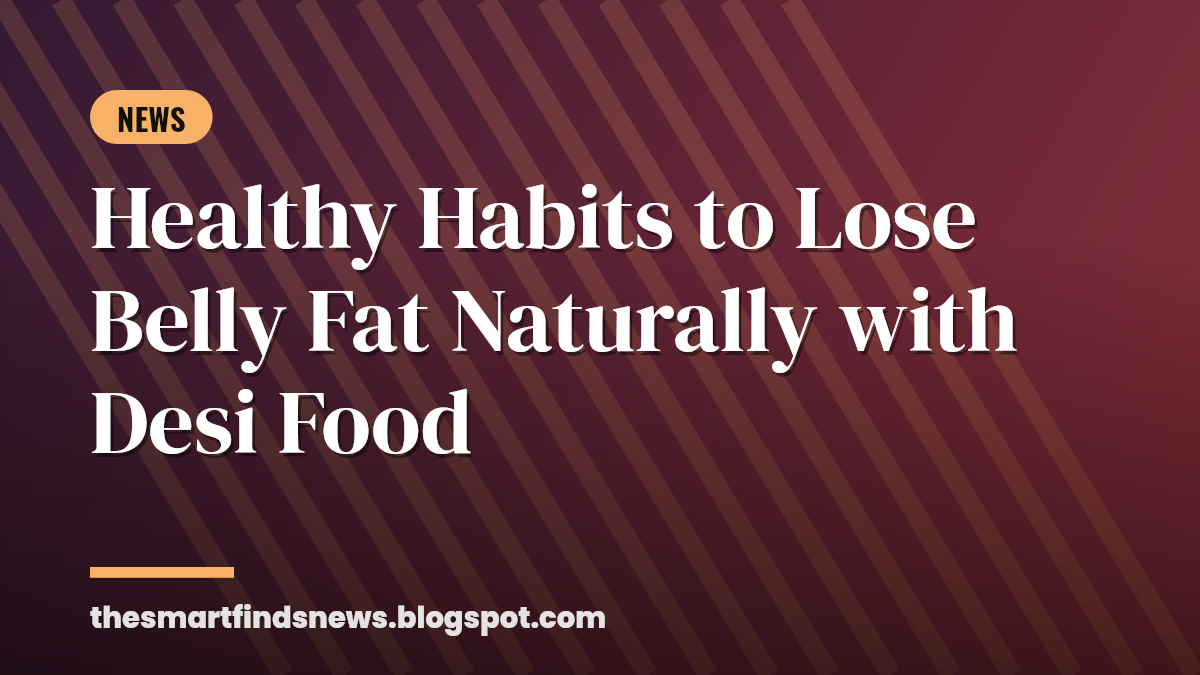 NEWS
Healthy Habits to Lose
Belly Fat Naturally with
Desi Food
thesmartfindsnews.blogspot.com